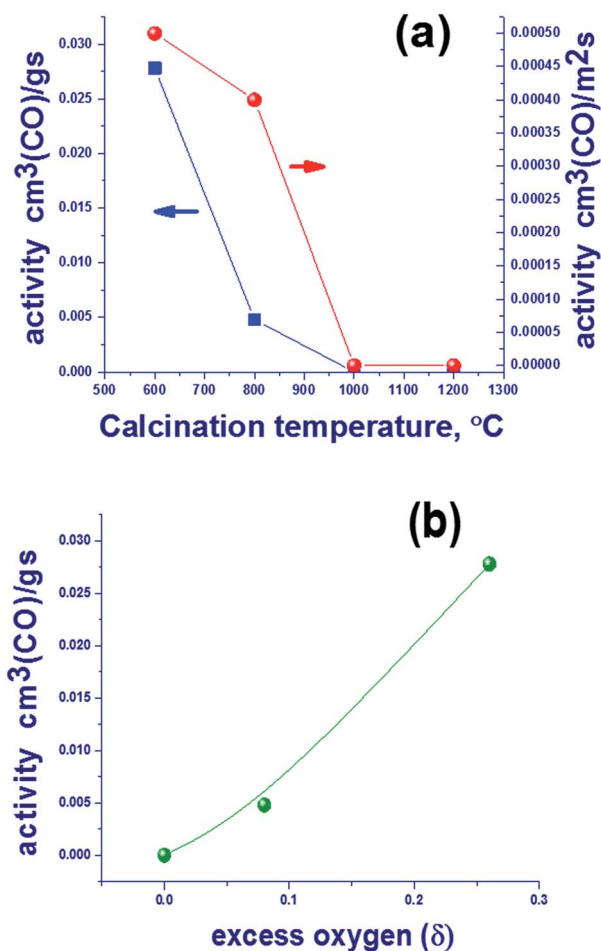 (a)
activity cm3(CO)/gs
0.030
0.025
0.020
0.015
0.010
0.005
0.000
0.00050
0.00045
0.00040
0.00035
0.00030
0.00025
0.00020
0.00015
0.00010
0.00005
0.00000
activity cm3(CO)/m2s
500 600 700 800 900 1000 1100 1200 1300
Calcination temperature, °C
(b)
activity cm3(CO)/gs
0.030
0.025
0.020
0.015
0.010
0.005
0.000
0.0 0.1 0.2 0.3
excess oxygen (δ)